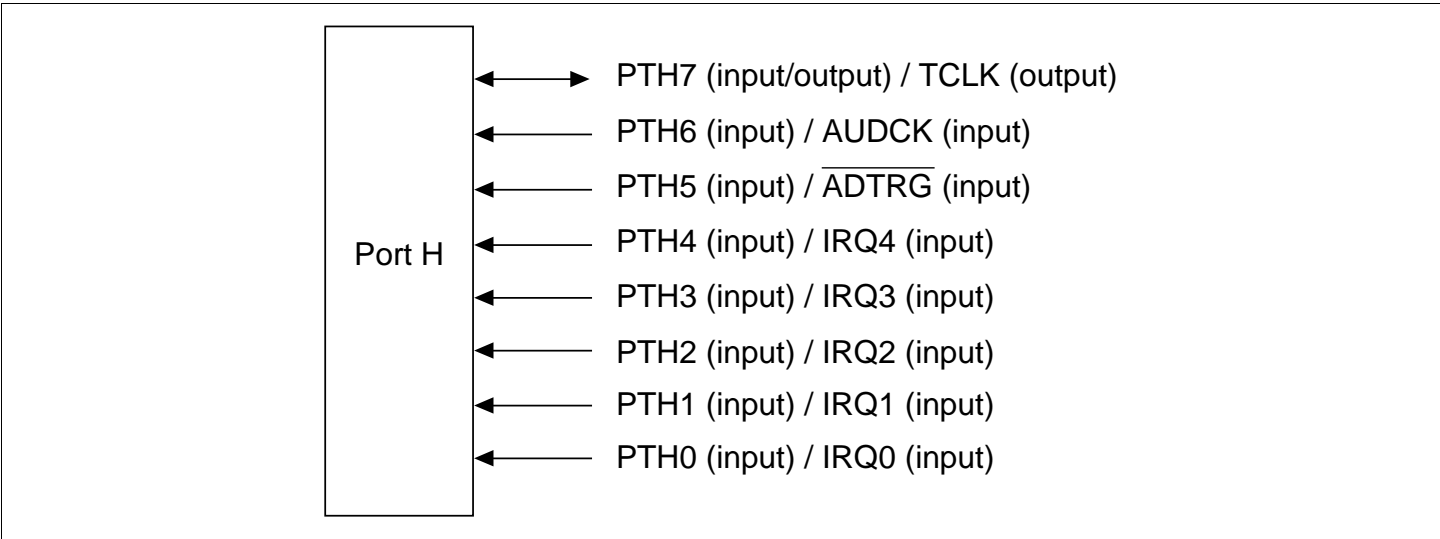 PTH7 (input/output) / TCLK (output)
PTH6 (input) / AUDCK (input)
PTH5 (input) / A̅D̅T̅R̅G̅ (input)
Port H
PTH4 (input) / IRQ4 (input)
PTH3 (input) / IRQ3 (input)
PTH2 (input) / IRQ2 (input)
PTH1 (input) / IRQ1 (input)
PTH0 (input) / IRQ0 (input)